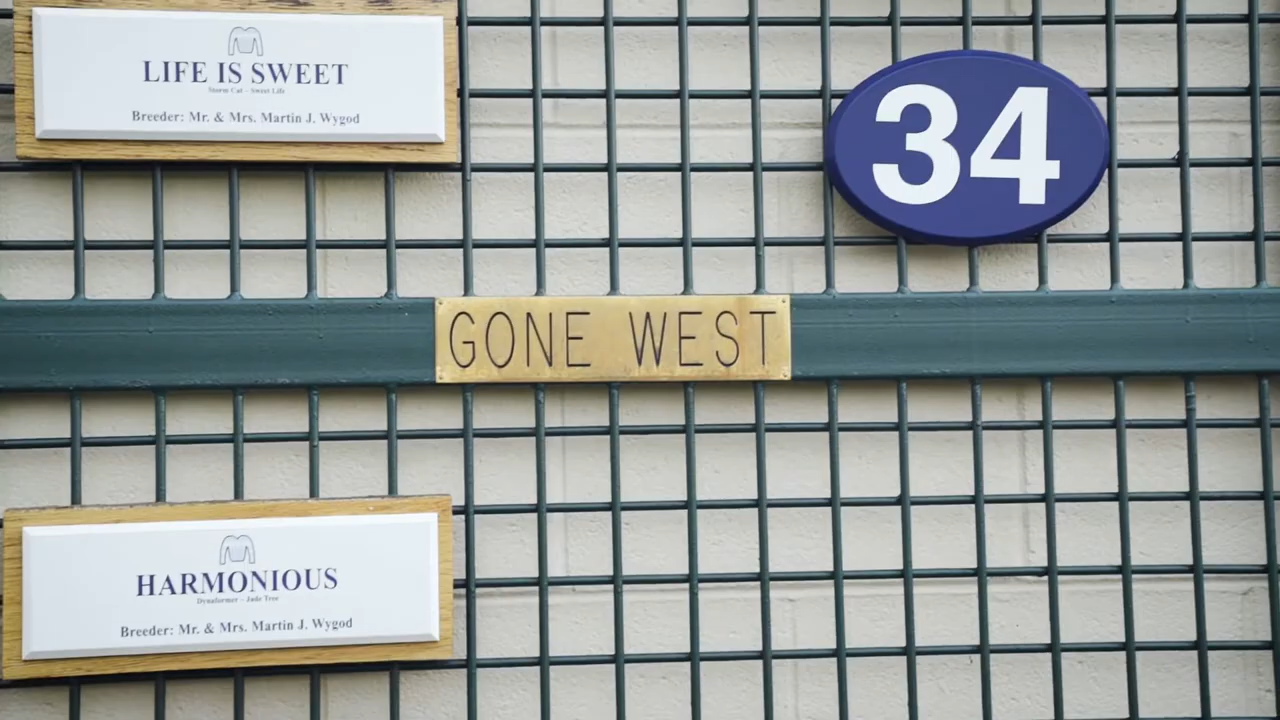 LIFE IS SWEET
Storm Cat - Sweet Life
Breeder: Mr. & Mrs. Martin J. Wygod
34
GONE WEST
HARMONIOUS
Dynaformer - Jade Tree
Breeder: Mr. & Mrs. Martin J. Wygod